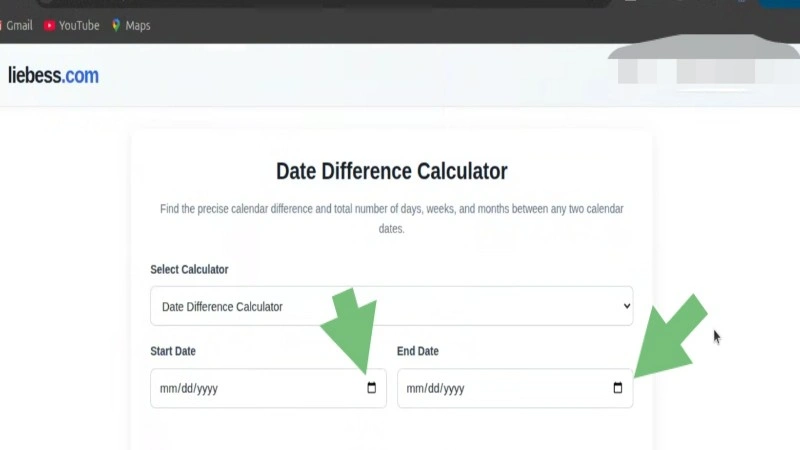 Gmail YouTube Maps
liebess.com
Date Difference Calculator
Find the precise calendar difference and total number of days, weeks, and months between any two calendar
dates.
Select Calculator
Date Difference Calculator
Start Date End Date
mm/dd/yyyy mm/dd/yyyy